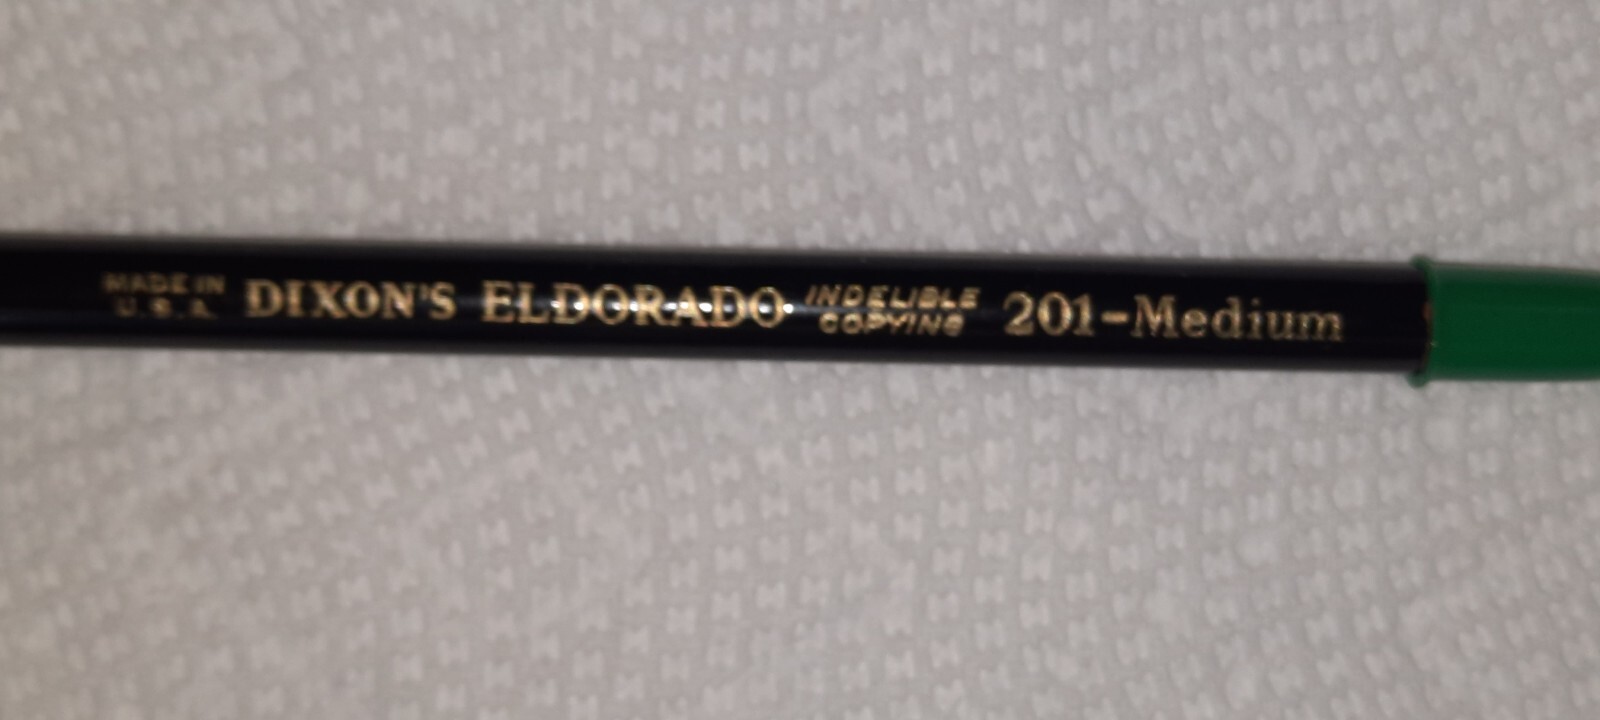 MADE IN
U.S.A.
DIXON'S ELDORADO
INDELIBLE
COPYING
201-Medium